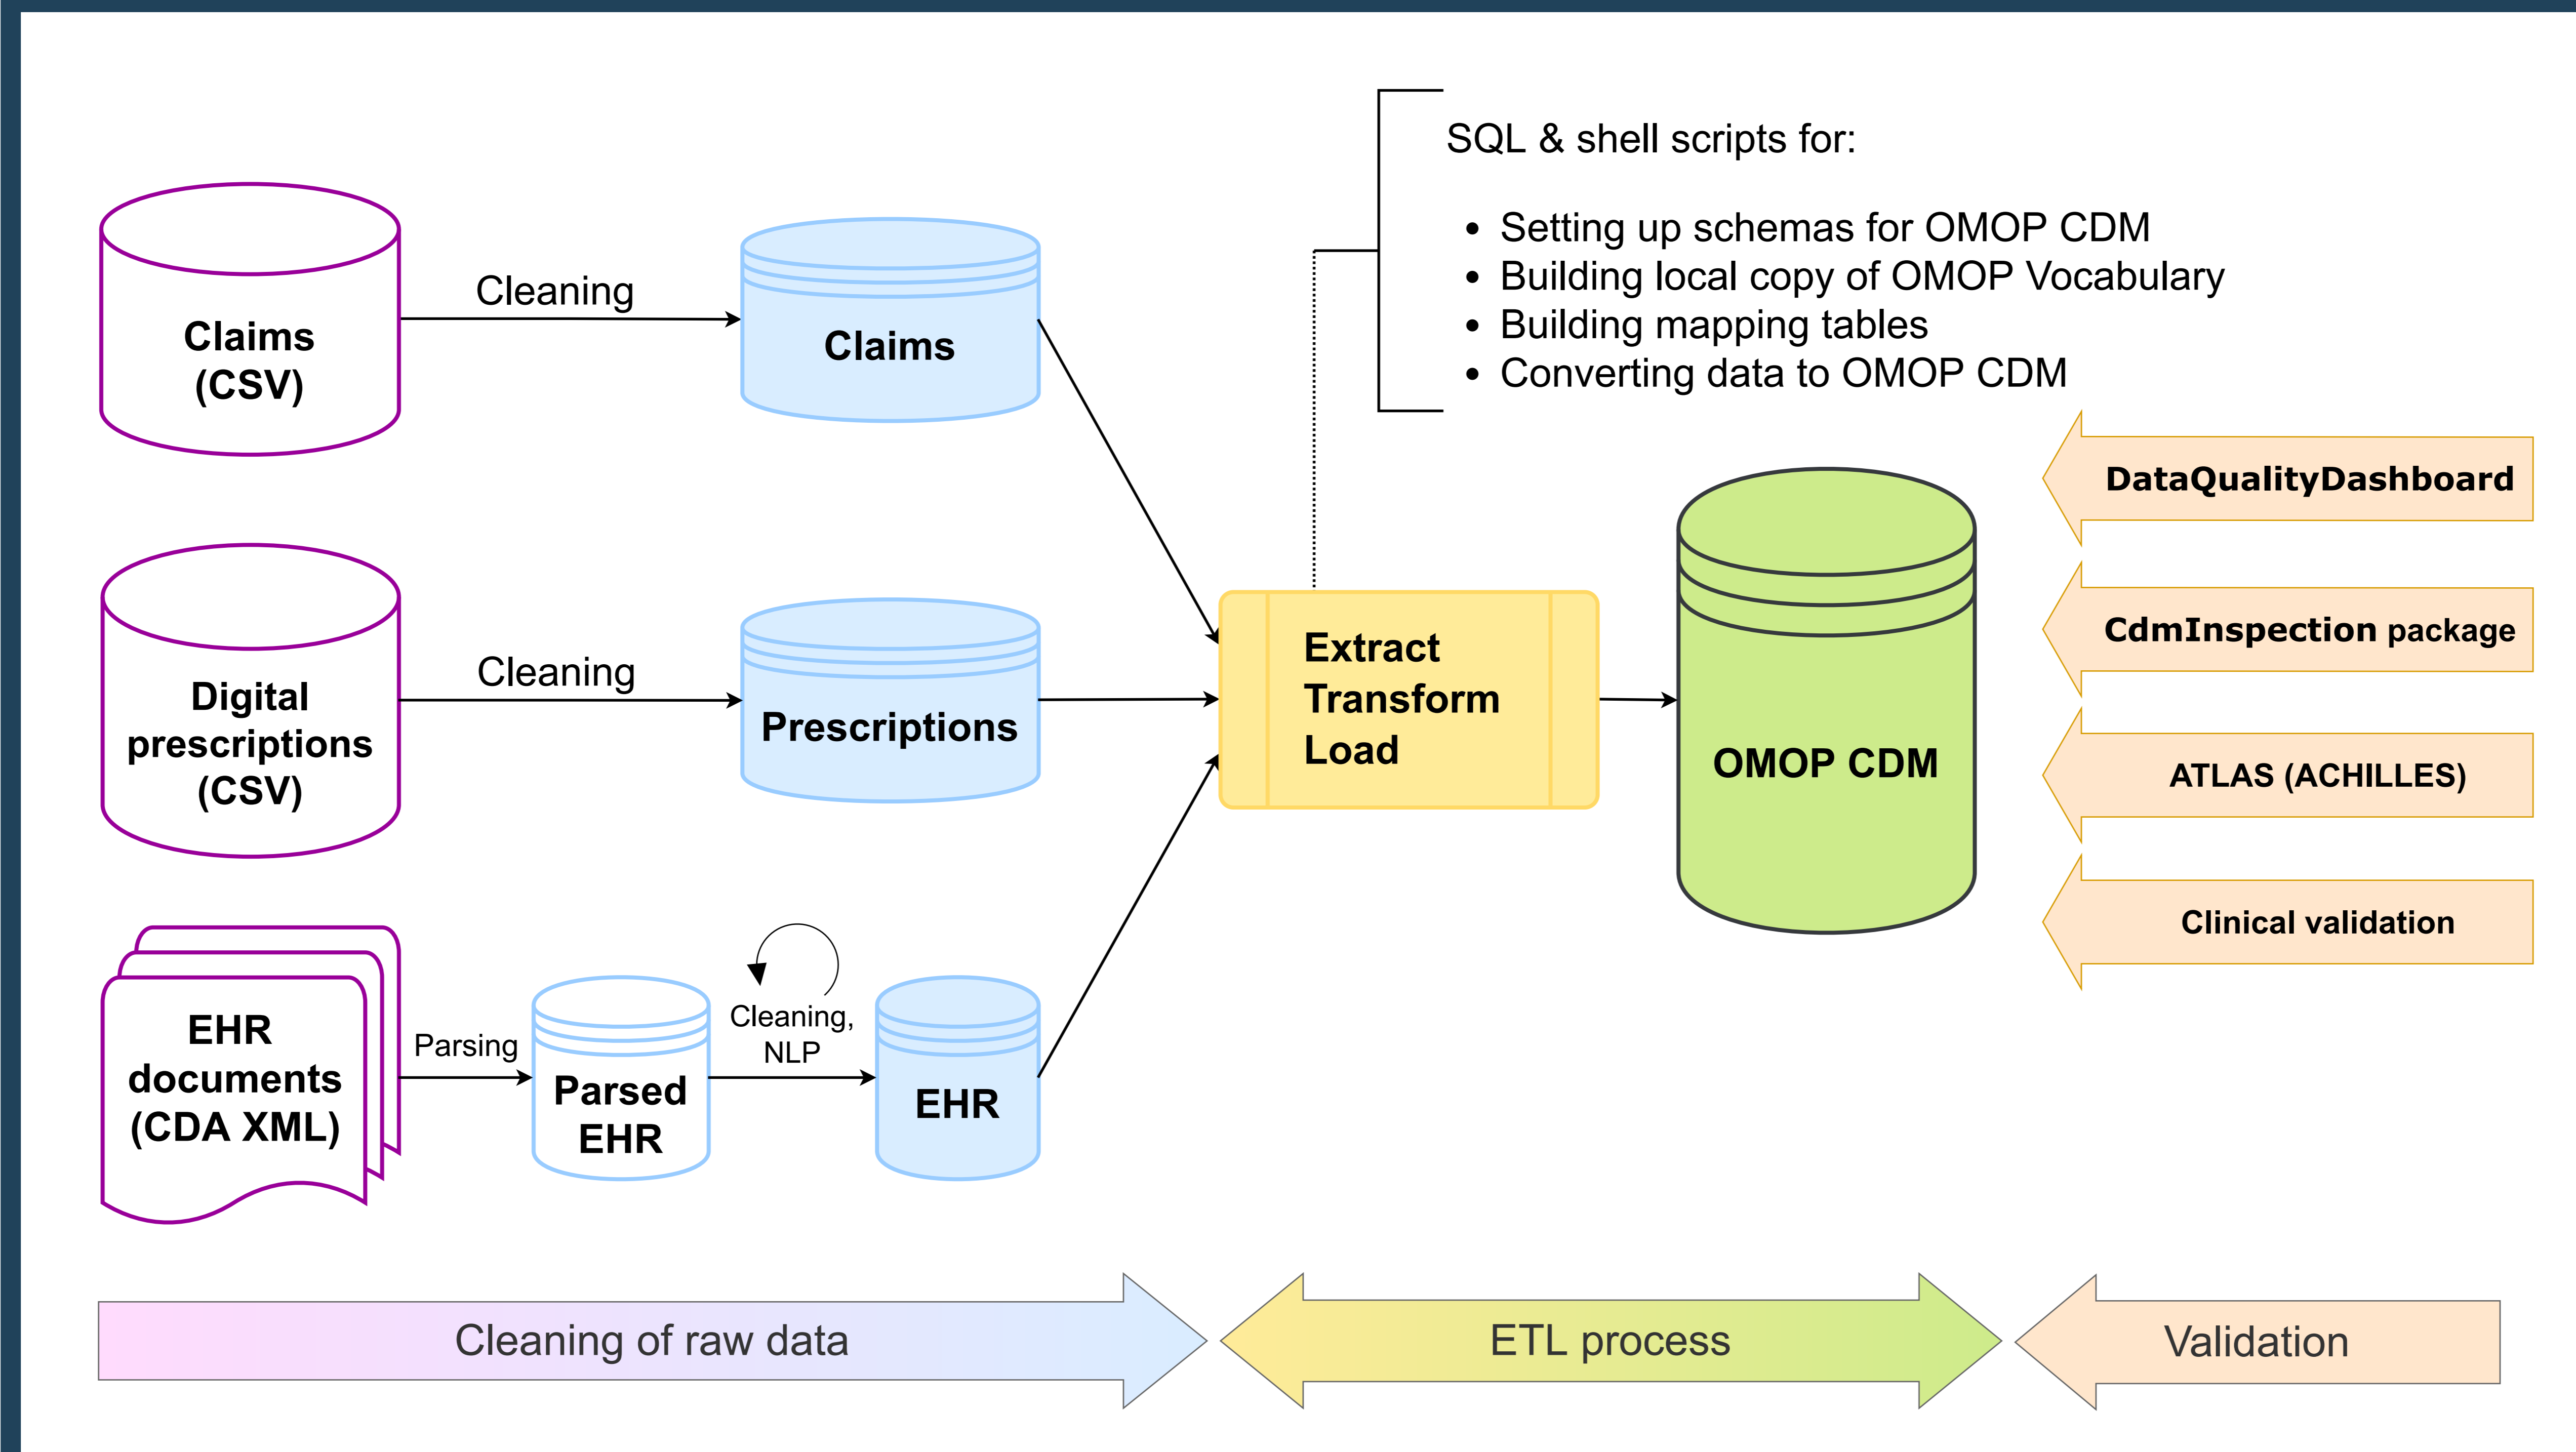 SQL & shell scripts for:
• Setting up schemas for OMOP CDM
• Building local copy of OMOP Vocabulary
• Building mapping tables
• Converting data to OMOP CDM
Claims
(CSV)
Cleaning
Claims
Digital
prescriptions
(CSV)
Cleaning
Prescriptions
EHR
documents
(CDA XML)
Parsing
Parsed
EHR
Cleaning,
NLP
EHR
Extract
Transform
Load
OMOP CDM
DataQualityDashboard
CdmInspection package
ATLAS (ACHILLES)
Clinical validation
Cleaning of raw data
ETL process
Validation